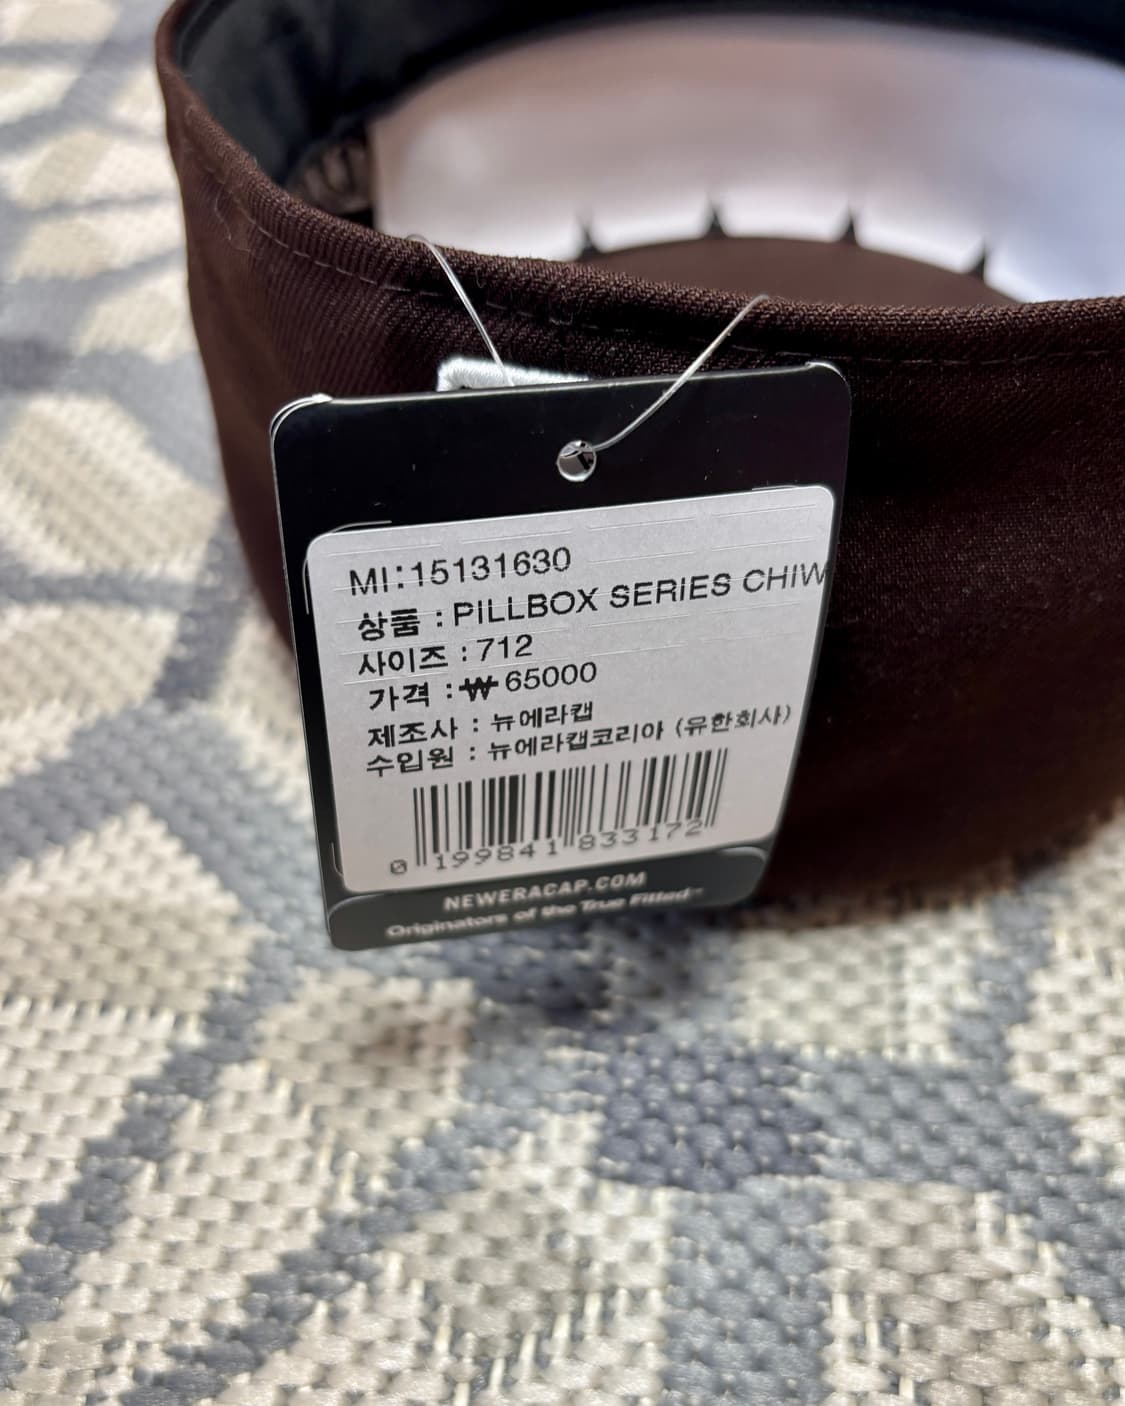 MI:15131630
상품 : PILLBOX SERIES CHIW
사이즈 : 712
가격 : ₩ 65000
제조사 : 뉴에라캡
수입원 : 뉴에라캡코리아 (유한회사)
0 199841 833172
NEWERACAP.COM
Originators of the True Fitted™